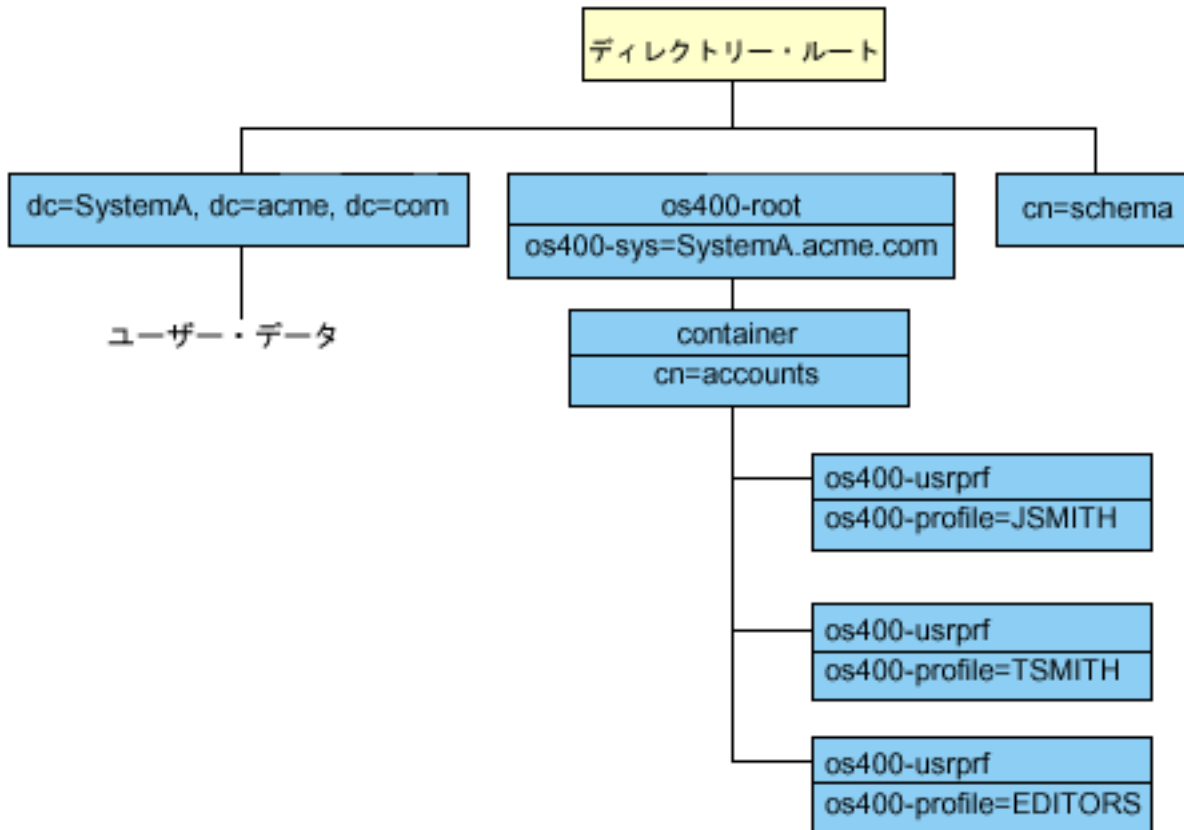 ディレクトリー・ルート
dc=SystemA, dc=acme, dc=com
os400-root
os400-sys=SystemA.acme.com
cn=schema
ユーザー・データ
container
cn=accounts
os400-usrprf
os400-profile=JSMITH
os400-usrprf
os400-profile=TSMITH
os400-usrprf
os400-profile=EDITORS